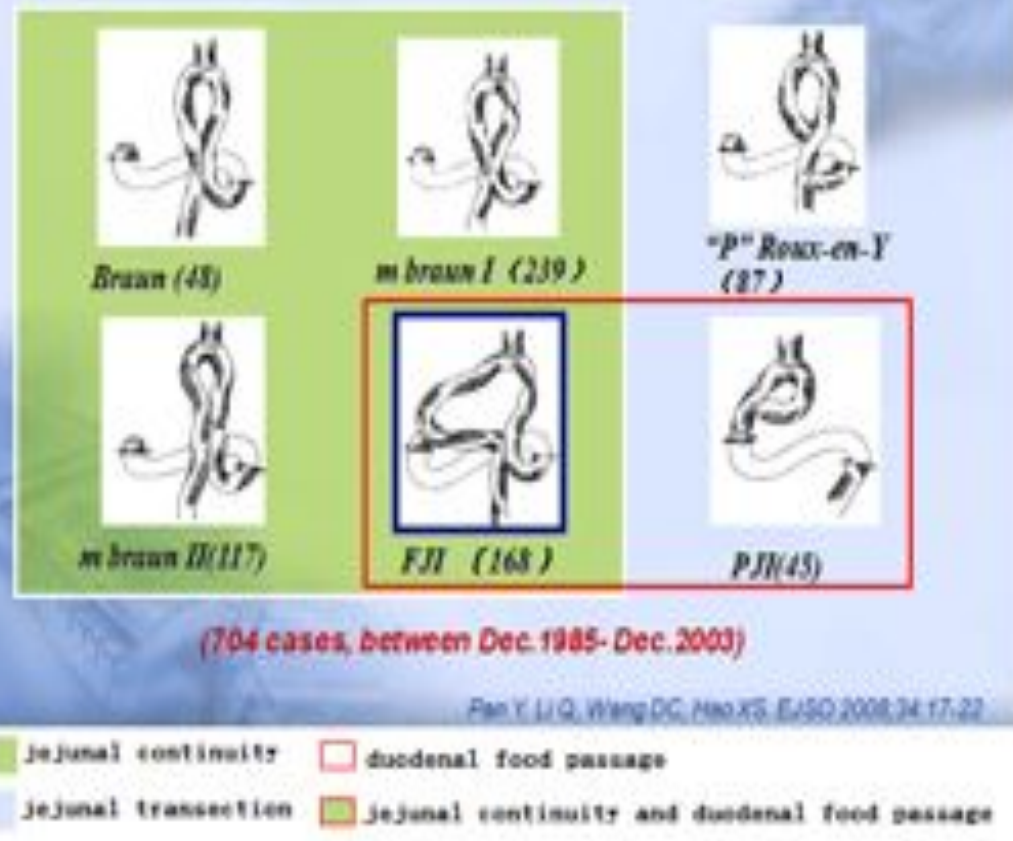 Braun (48)
m braun I (239)
"P" Roux-en-Y
(87)
m braun II(117)
FJI (168)
PJI(45)
(704 cases, between Dec.1985- Dec.2003)
Pan Y, Li Q, Wang DC, Hao XS. EJSO 2008;34:17-22
jejunal continuity
duodenal food passage
jejunal transection
jejunal continuity and duodenal food passage